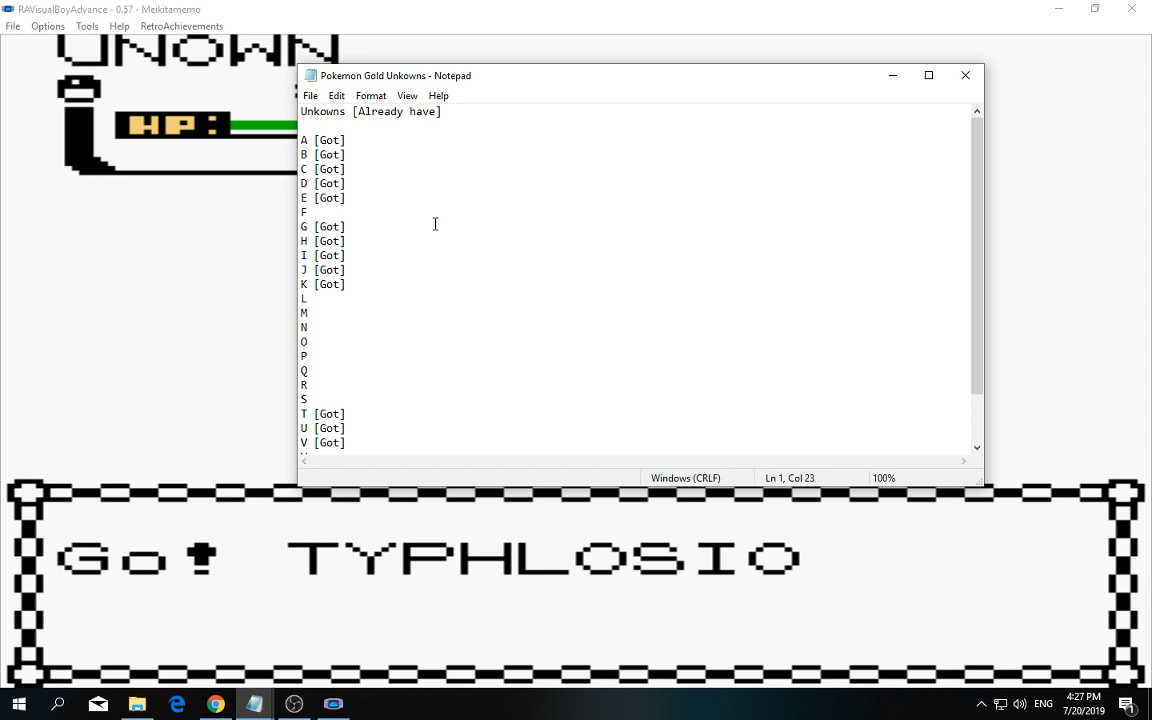 RAVisualBoyAdvance - 0.57 - Meikitamemo
File Options Tools Help RetroAchievements
UNOWN
HP:
Pokemon Gold Unkowns - Notepad
File Edit Format View Help
Unkowns [Already have]
A [Got]
B [Got]
C [Got]
D [Got]
E [Got]
F
G [Got]
H [Got]
I [Got]
J [Got]
K [Got]
L
M
N
O
P
Q
R
S
T [Got]
U [Got]
V [Got]
Windows (CRLF) Ln 1, Col 23 100%
Go! TYPHLOSIO
ENG 4:27 PM
7/20/2019
1